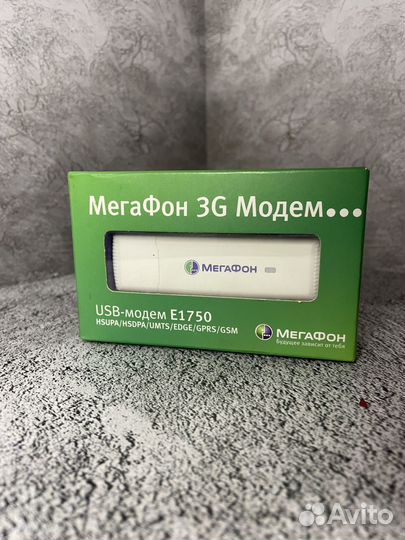 МегаФон 3G Модем...
МЕГАФОН
USB-модем E1750
HSUPA/HSDPA/UMTS/EDGE/GPRS/GSM
МЕГАФОН
будущее зависит от тебя
Avito